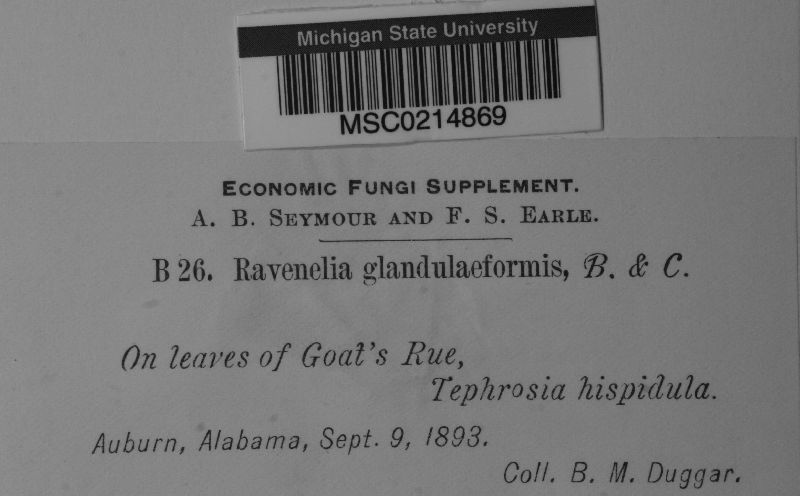 Michigan State University
MSC0214869
ECONOMIC FUNGI SUPPLEMENT.
A. B. SEYMOUR AND F. S. EARLE.
B 26. Ravenelia glandulaeformis, B. & C.
On leaves of Goat's Rue,
Tephrosia hispidula.
Auburn, Alabama, Sept. 9, 1893.
Coll. B. M. Duggar.